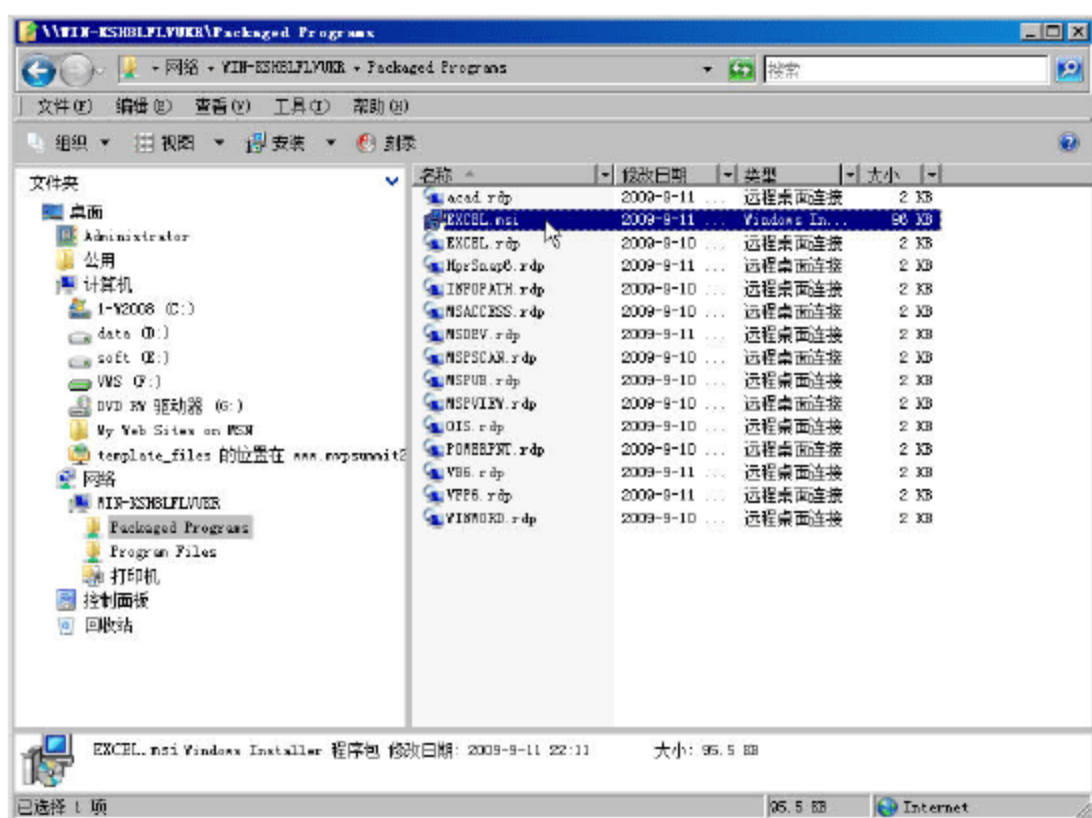 \\WIN-KSHBLFLVUKR\Packaged Programs
网络 WIN-KSHBLFLVUKR Packaged Programs 搜索
文件(F) 编辑(E) 查看(V) 工具(T) 帮助(H)
组织 视图 安装 刻录
文件夹
桌面
Administrator
公用
计算机
1-W2008 (C:)
data (D:)
soft (E:)
VMS (F:)
DVD RW 驱动器 (G:)
My Web Sites on MSN
template_files 的位置在 www.mvpsummit2
网络
WIN-KSHBLFLVUKR
Packaged Programs
Program Files
打印机
控制面板
回收站
名称 修改日期 类型 大小
acad.rdp 2009-9-11 ... 远程桌面连接 2 KB
EXCEL.msi 2009-9-11 ... Windows In... 96 KB
EXCEL.rdp 2009-9-10 ... 远程桌面连接 2 KB
HprSnap6.rdp 2009-9-11 ... 远程桌面连接 2 KB
INFOPATH.rdp 2009-9-10 ... 远程桌面连接 2 KB
MSACCESS.rdp 2009-9-10 ... 远程桌面连接 2 KB
MSDEV.rdp 2009-9-11 ... 远程桌面连接 2 KB
MSPSCAN.rdp 2009-9-10 ... 远程桌面连接 2 KB
MSPUB.rdp 2009-9-10 ... 远程桌面连接 2 KB
MSPVIEW.rdp 2009-9-10 ... 远程桌面连接 2 KB
OIS.rdp 2009-9-10 ... 远程桌面连接 2 KB
POWERPNT.rdp 2009-9-10 ... 远程桌面连接 2 KB
VB6.rdp 2009-9-11 ... 远程桌面连接 2 KB
VFP6.rdp 2009-9-11 ... 远程桌面连接 2 KB
WINWORD.rdp 2009-9-10 ... 远程桌面连接 2 KB
EXCEL.msi Windows Installer 程序包 修改日期: 2009-9-11 22:11 大小: 95.5 KB
已选择 1 项 95.5 KB Internet